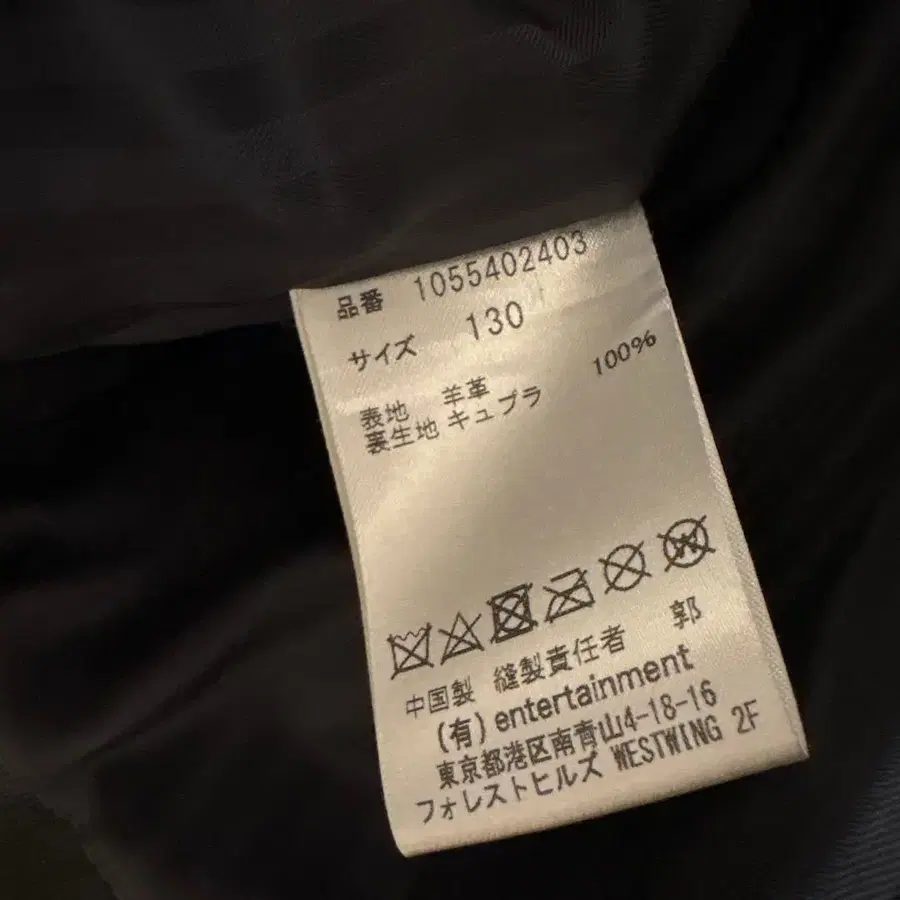 品番 1055402403
サイズ 130
表地 羊革
裏生地 キュプラ 100%
中国製 縫製責任者 郭
(有) entertainment
東京都港区南青山4-18-16
フォレストヒルズ WESTWING 2F